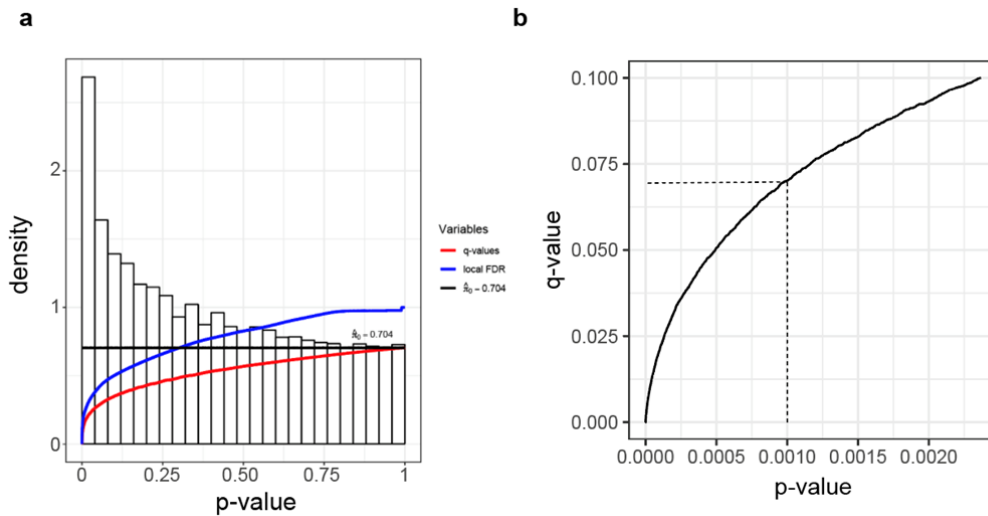 a
density
2
1
0
0
0.25
0.50
0.75
1
p-value
π̂₀ – 0.704
Variables
q-values
local FDR
π̂₀ – 0.704
b
q-value
0.100
0.075
0.050
0.025
0.000
0.0000
0.0005
0.0010
0.0015
0.0020
p-value